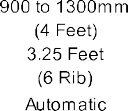 900 to 1300mm
(4 Feet)
3.25 Feet
(6 Rib)
Automatic